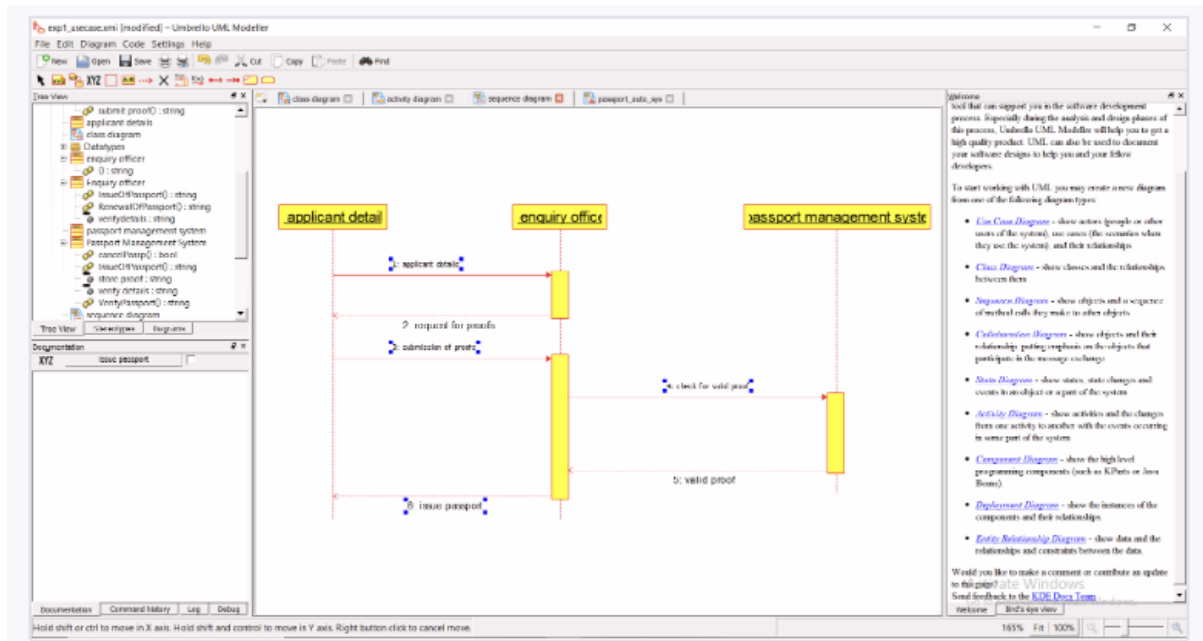 exp1_usecase.xmi [modified] – Umbrello UML Modeller
File Edit Diagram Code Settings Help
New Open Save Cut Copy Paste Find
XYZ
Tree View
submit proof() : string
applicant details
class diagram
Datatypes
enquiry officer
() : string
Enquiry officer
IssueOfPassport() : string
RenewalOfPassport() : string
verifydetails : string
passport management system
Passport Management System
cancelPassp() : bool
IssueOfPassport() : string
store proof : string
verify details : string
VerifyPassport() : string
sequence diagram
Tree View Stereotypes Diagrams
Documentation
XYZ issue passport
Documentation Command history Log Debug
class diagram activity diagram sequence diagram passport_auto_sys
applicant detail enquiry office passport management syste
1: applicant details
2: request for proofs
3: submission of proofs
4: check for valid proof
5: valid proof
6: issue passport
Welcome
tool that can support you in the software development
process. Especially during the analysis and design phases of
this process, Umbrello UML Modeller will help you to get a
high quality product. UML can also be used to document
your software designs to help you and your fellow
developers.
To start working with UML you may create a new diagram
from one of the following diagram types:
Use Case Diagram - show actors (people or other
users of the system), use cases (the scenarios when
they use the system), and their relationships
Class Diagram - show classes and the relationships
between them
Sequence Diagram - show objects and a sequence
of method calls they make to other objects
Collaboration Diagram - show objects and their
relationship, putting emphasis on the objects that
participate in the message exchange
State Diagram - show states, state changes and
events in an object or a part of the system
Activity Diagram - show activities and the changes
from one activity to another with the events occurring
in some part of the system
Component Diagram - show the high level
programming components (such as KParts or Java
Beans).
Deployment Diagram - show the instances of the
components and their relationships.
Entity Relationship Diagram - show data and the
relationships and constraints between the data.
Would you like to make a comment or contribute an update
to this page?
Send feedback to the KDE Docs Team
Activate Windows
Welcome Bird's eye view
Hold shift or ctrl to move in X axis. Hold shift and control to move in Y axis. Right button click to cancel move.
165% Fit 100%